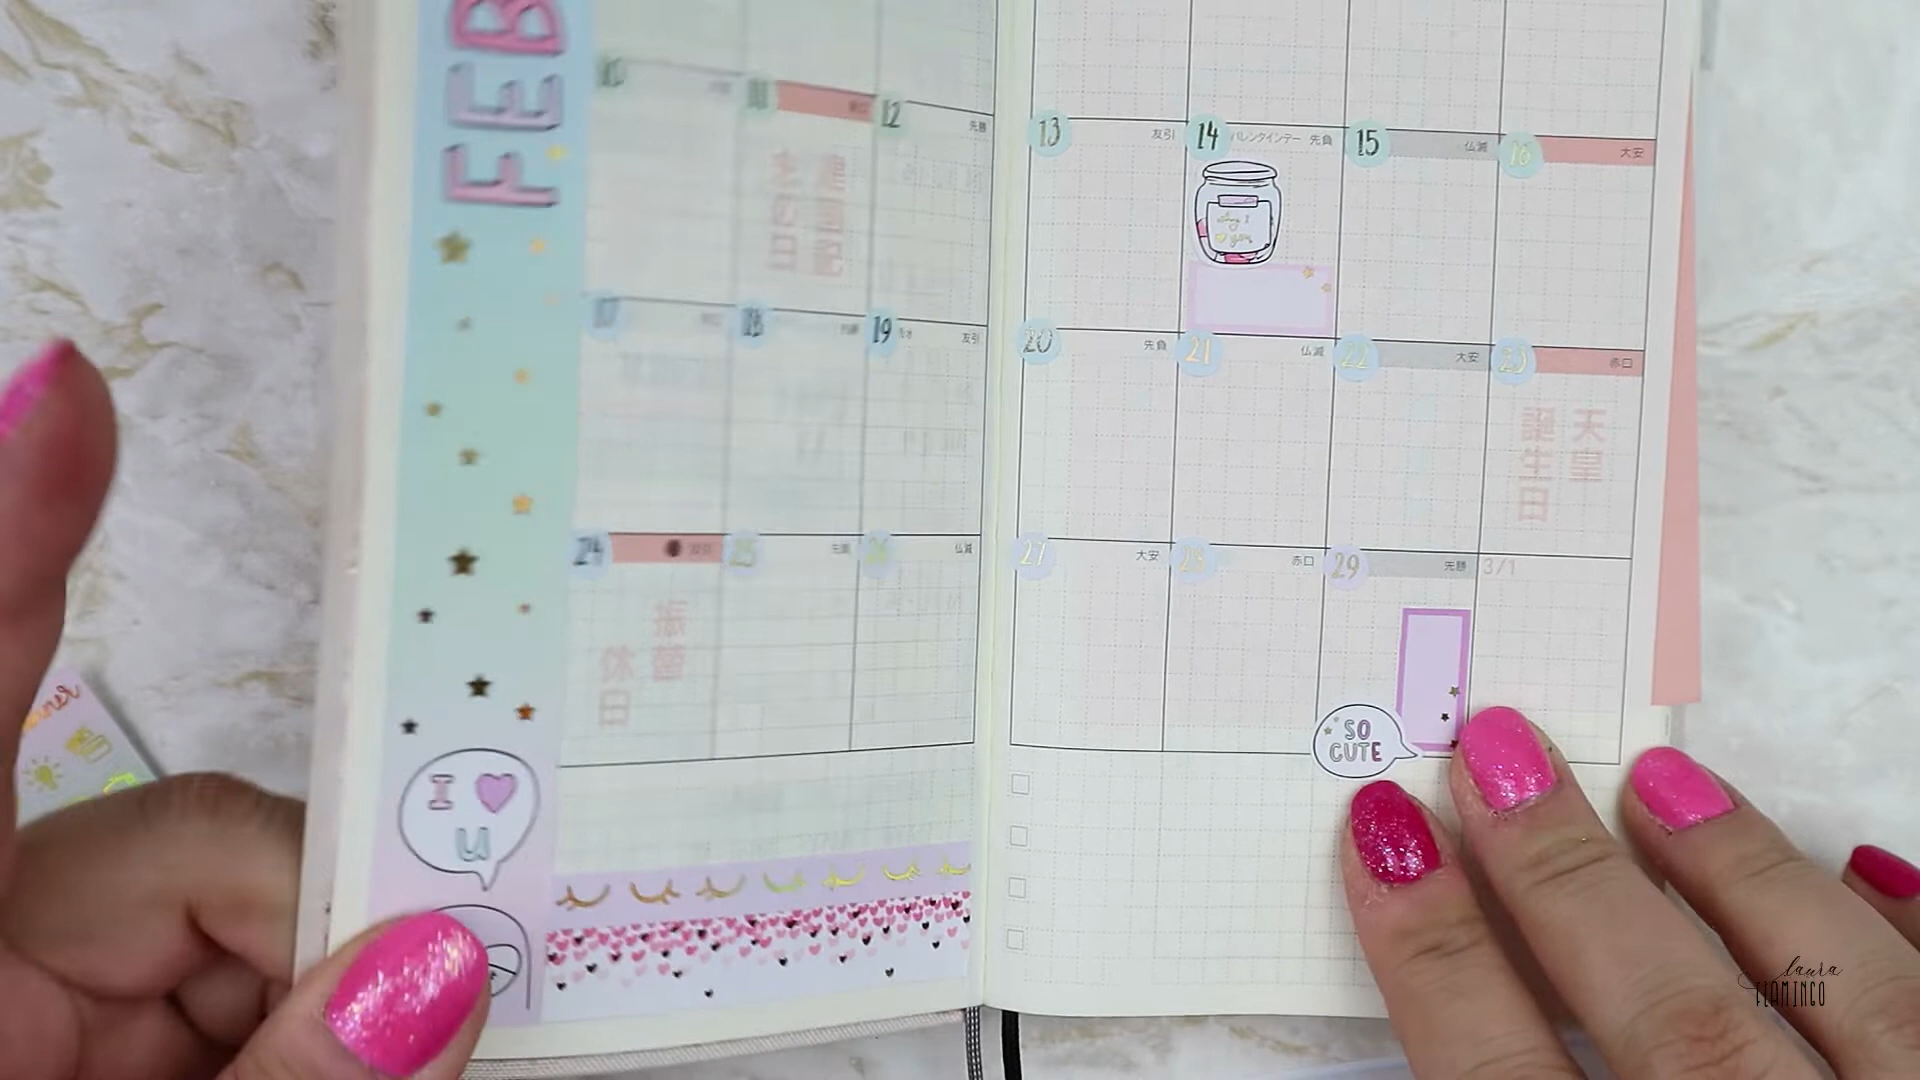 FEB
10
11
12 先勝
建国記
念の日
13 友引
14 バレンタインデー 先負
15 仏滅
16 大安
17
18
19 友引
20 先負
21 仏滅
22 大安
23 赤口
天皇
誕生日
24
振替
休日
25 先負
26 仏滅
27 大安
28 赤口
29 先勝
3/1
I
U
SO
CUTE
laura
FLAMINGO